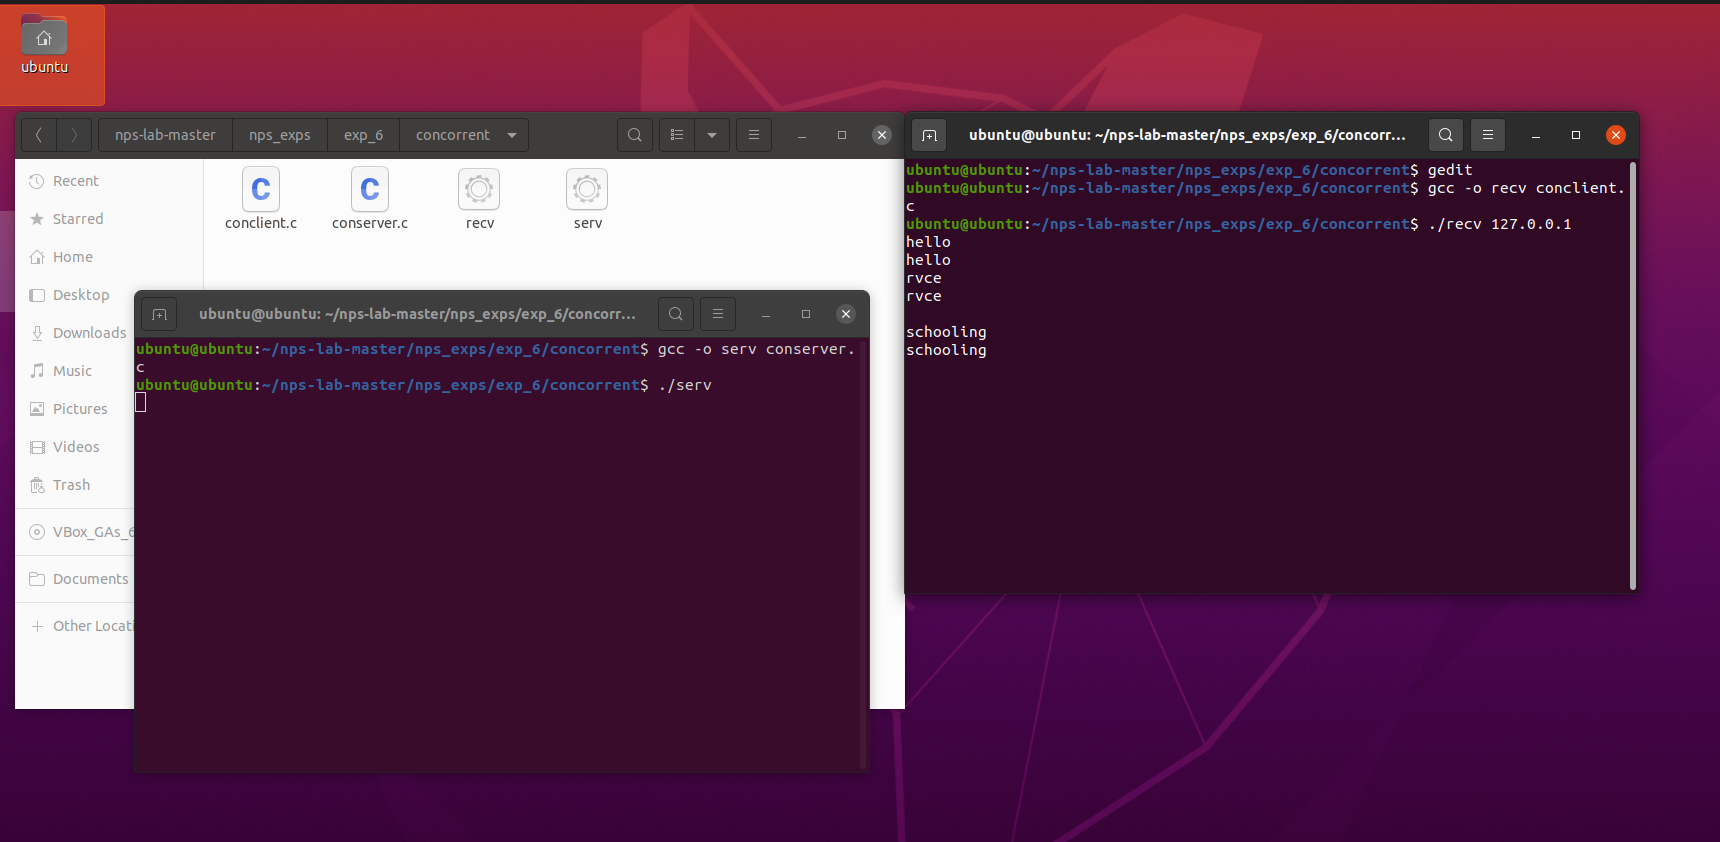 ubuntu
nps-lab-master nps_exps exp_6 concorrent
Recent
Starred
Home
Desktop
Downloads
Music
Pictures
Videos
Trash
VBox_GAs_6
Documents
+ Other Locati
conclient.c conserver.c recv serv
ubuntu@ubuntu: ~/nps-lab-master/nps_exps/exp_6/concorr...
ubuntu@ubuntu:~/nps-lab-master/nps_exps/exp_6/concorrent$ gcc -o serv conserver.
c
ubuntu@ubuntu:~/nps-lab-master/nps_exps/exp_6/concorrent$ ./serv
ubuntu@ubuntu: ~/nps-lab-master/nps_exps/exp_6/concorr...
ubuntu@ubuntu:~/nps-lab-master/nps_exps/exp_6/concorrent$ gedit
ubuntu@ubuntu:~/nps-lab-master/nps_exps/exp_6/concorrent$ gcc -o recv conclient.
c
ubuntu@ubuntu:~/nps-lab-master/nps_exps/exp_6/concorrent$ ./recv 127.0.0.1
hello
hello
rvce
rvce
schooling
schooling